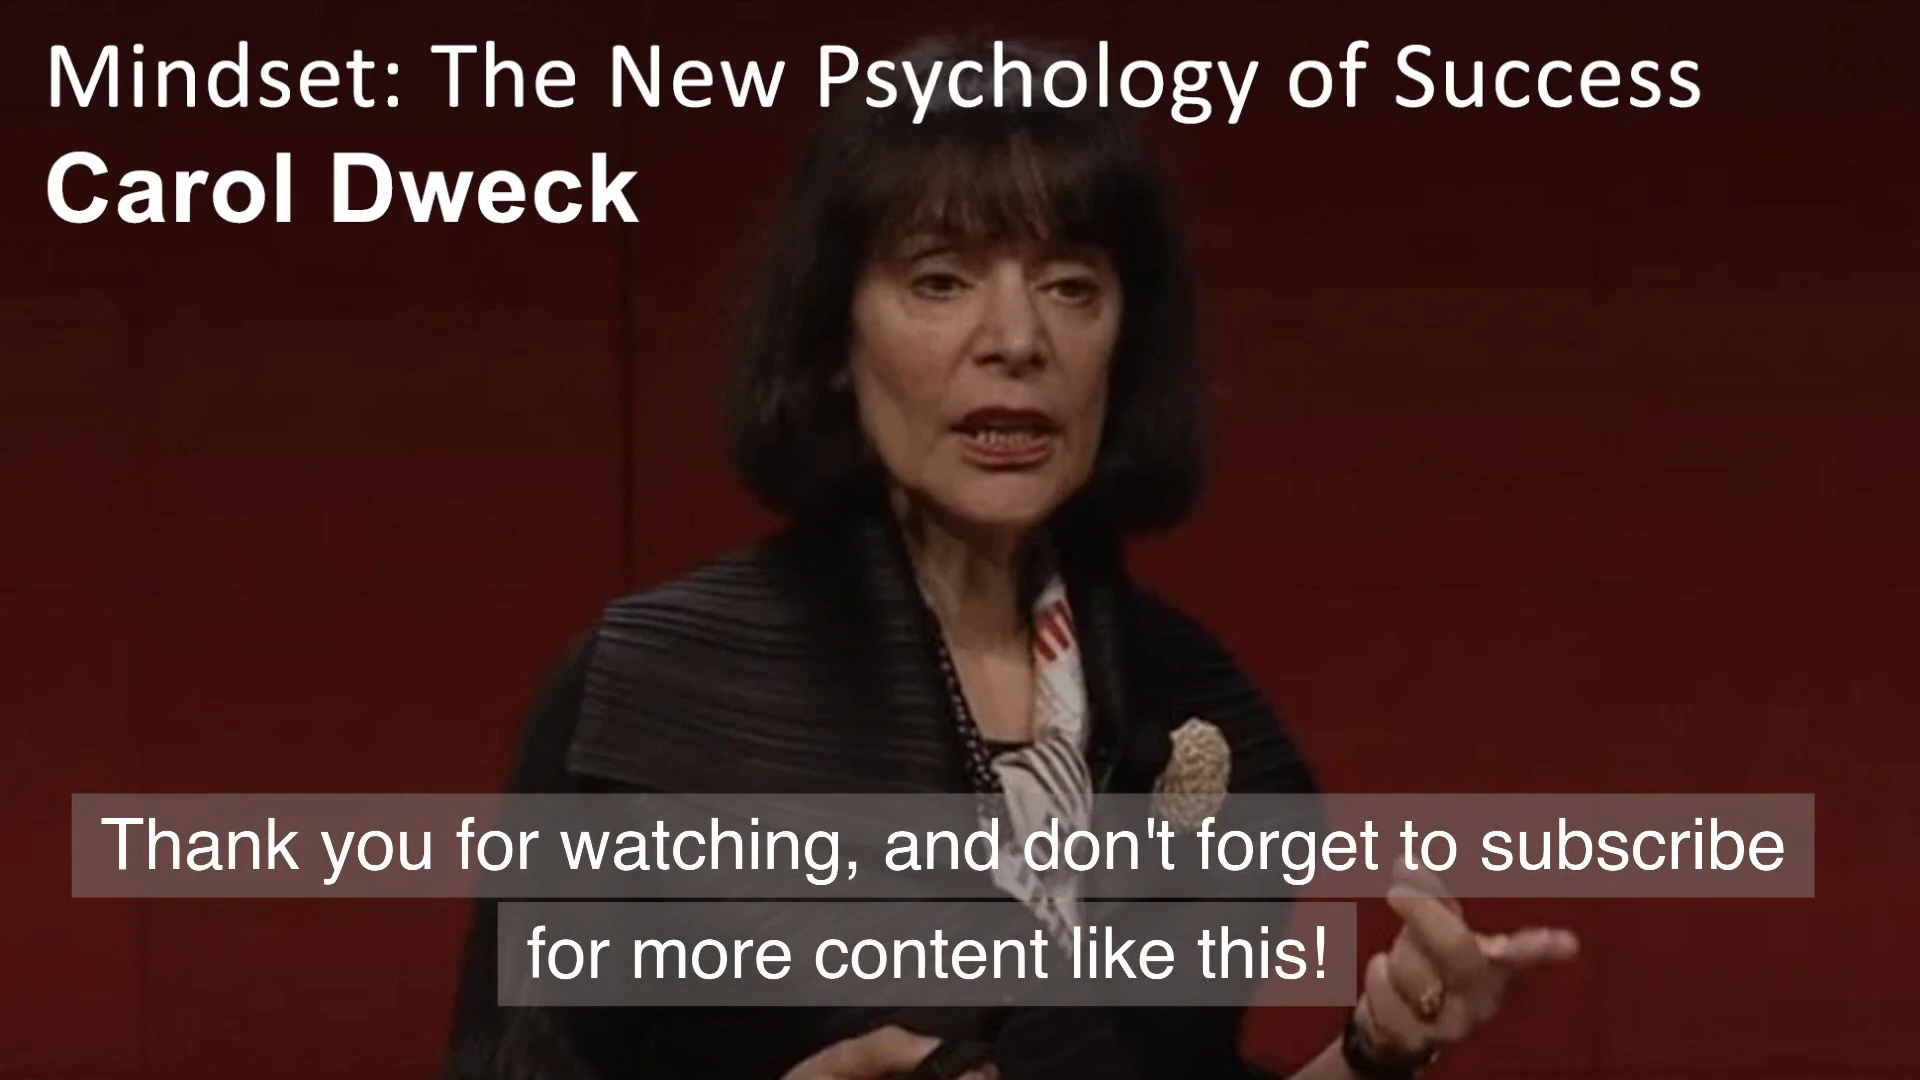 Mindset: The New Psychology of Success
Carol Dweck
Thank you for watching, and don't forget to subscribe
for more content like this!